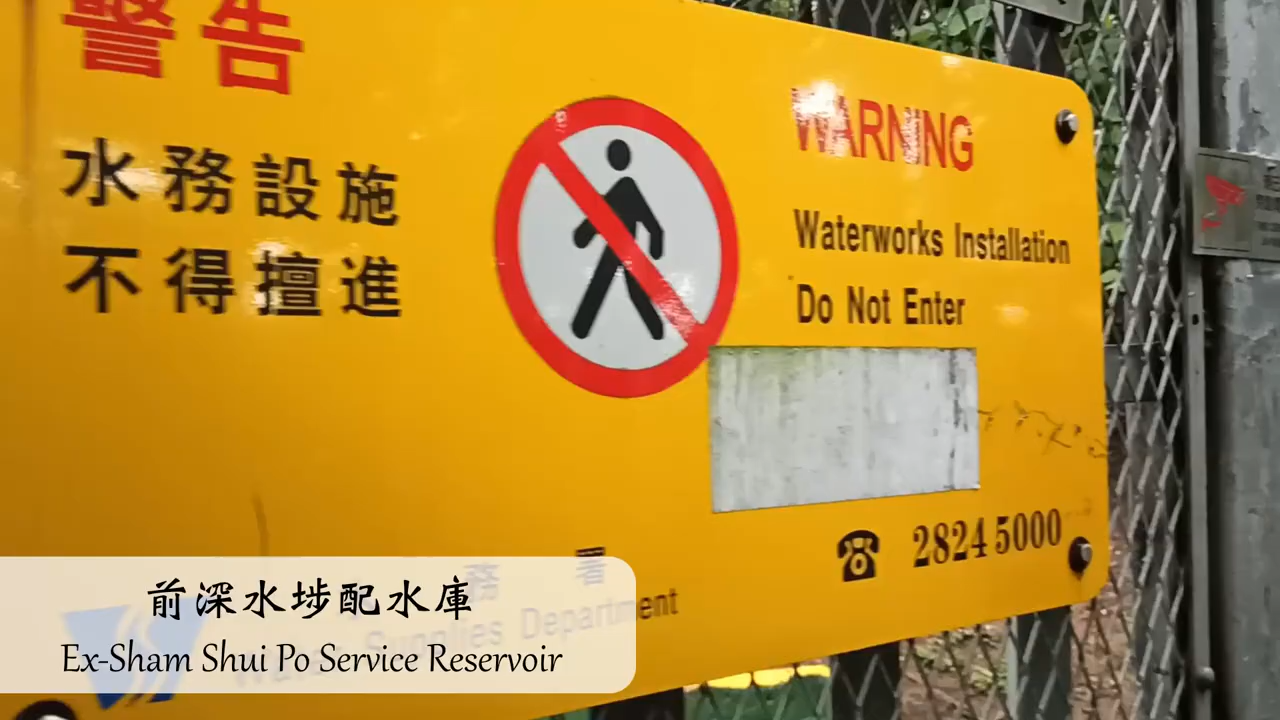 警告
水務設施
不得擅進
WARNING
Waterworks Installation
Do Not Enter
2824 5000
務署
Water Supplies Department
前深水埗配水庫
Ex-Sham Shui Po Service Reservoir